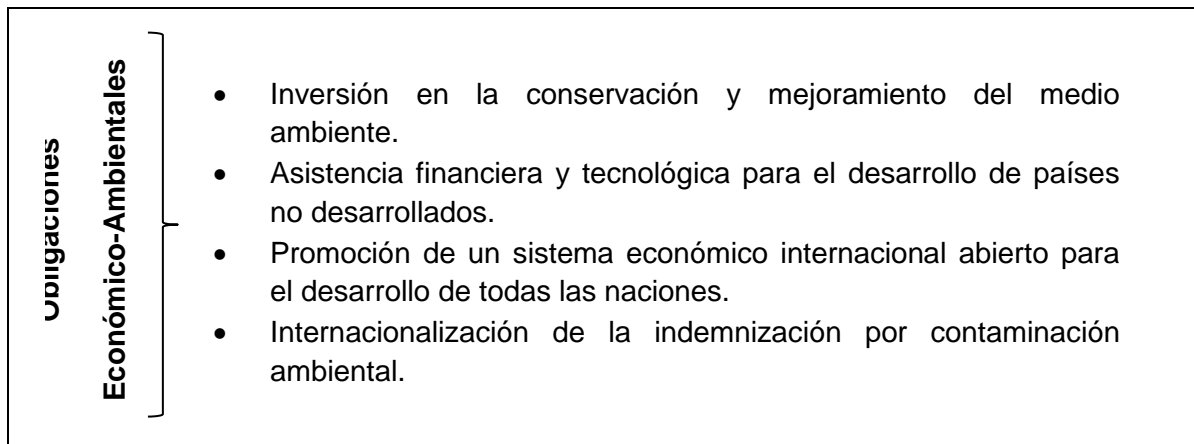 Obligaciones
Económico-Ambientales
• Inversión en la conservación y mejoramiento del medio
ambiente.
• Asistencia financiera y tecnológica para el desarrollo de países
no desarrollados.
• Promoción de un sistema económico internacional abierto para
el desarrollo de todas las naciones.
• Internacionalización de la indemnización por contaminación
ambiental.